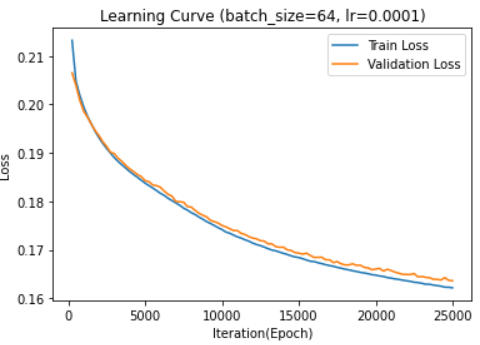 Learning Curve (batch_size=64, lr=0.0001)
Train Loss
Validation Loss
0.21
0.20
0.19
0.18
0.17
0.16
Loss
0
5000
10000
15000
20000
25000
Iteration(Epoch)